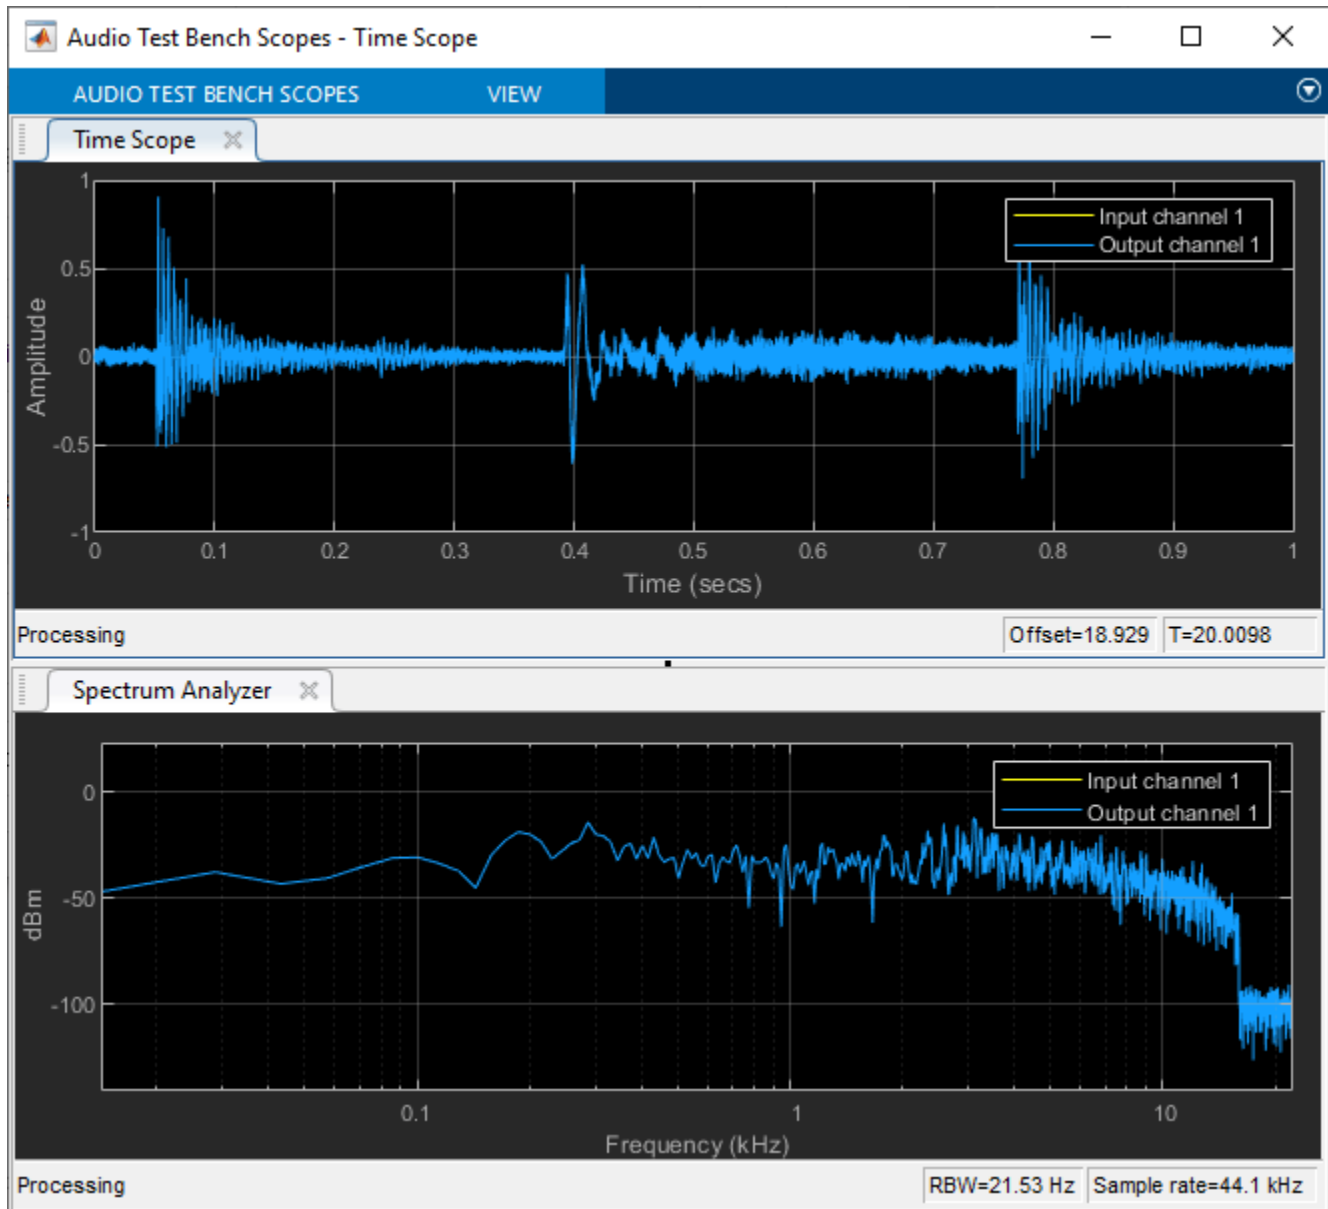 Audio Test Bench Scopes - Time Scope
AUDIO TEST BENCH SCOPES VIEW
Time Scope
1
0.5
0
-0.5
-1
Amplitude
Input channel 1
Output channel 1
0 0.1 0.2 0.3 0.4 0.5 0.6 0.7 0.8 0.9 1
Time (secs)
Processing Offset=18.929 T=20.0098
Spectrum Analyzer
0
-50
-100
dBm
Input channel 1
Output channel 1
0.1 1 10
Frequency (kHz)
Processing RBW=21.53 Hz Sample rate=44.1 kHz